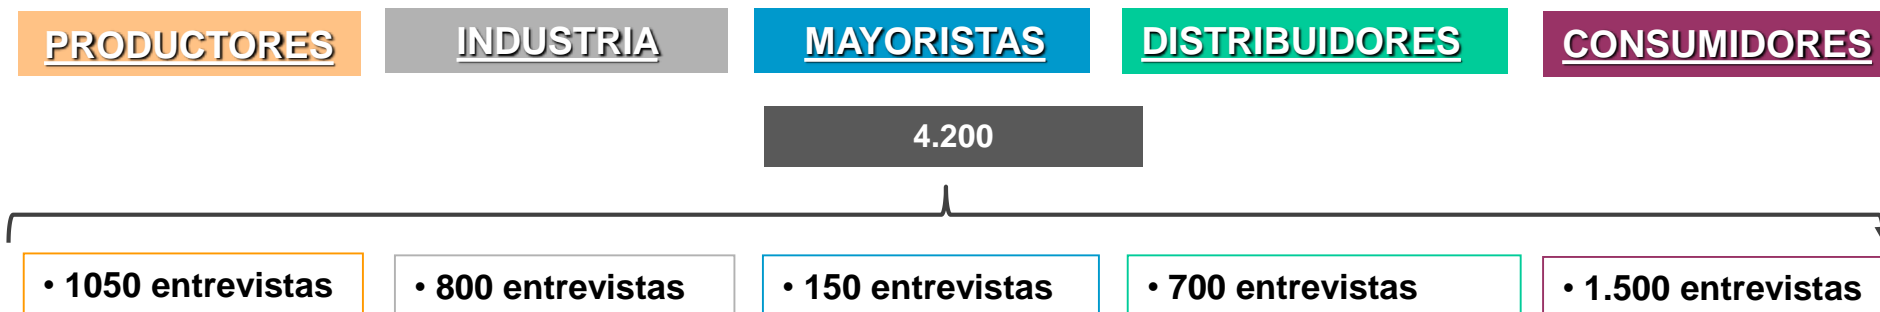 PRODUCTORES
INDUSTRIA
MAYORISTAS
DISTRIBUIDORES
CONSUMIDORES
4.200
• 1050 entrevistas
• 800 entrevistas
• 150 entrevistas
• 700 entrevistas
• 1.500 entrevistas